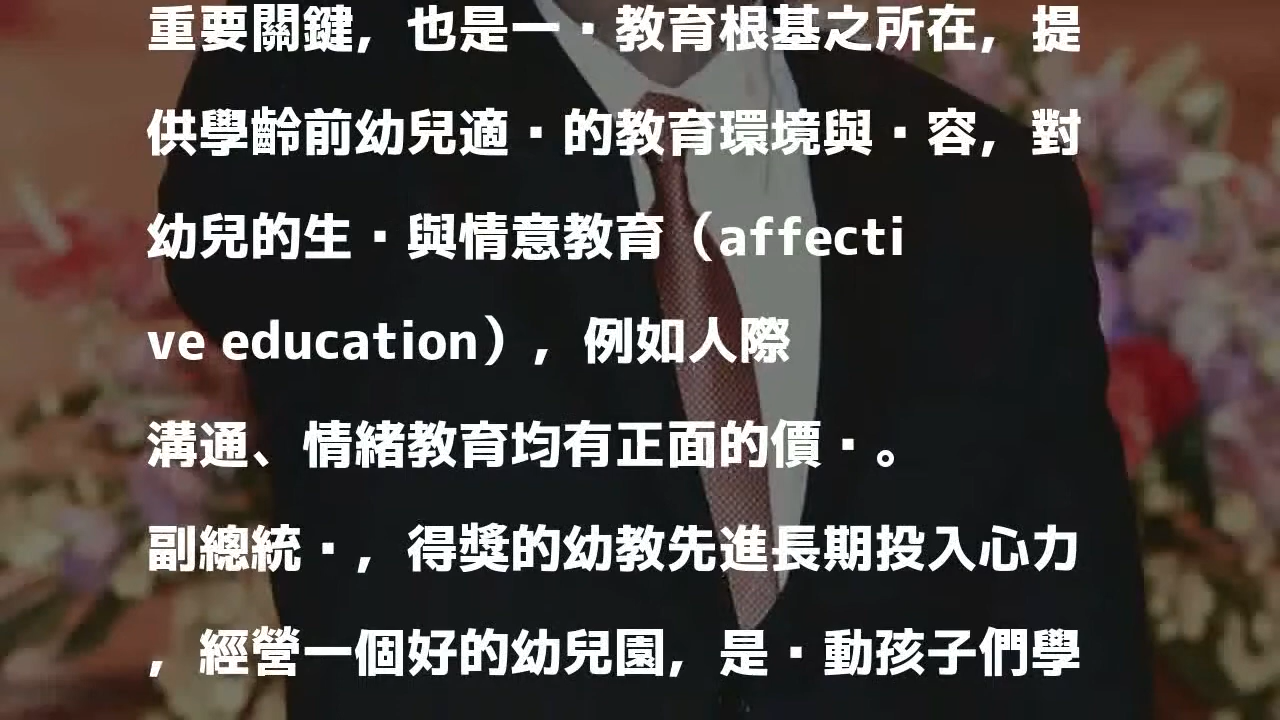 重要關鍵，也是一▪教育根基之所在，提
供學齡前幼兒適▪的教育環境與▪容，對
幼兒的生▪與情意教育（affecti
ve education），例如人際
溝通、情緒教育均有正面的價▪。
副總統▪，得獎的幼教先進長期投入心力
，經營一個好的幼兒園，是▪動孩子們學